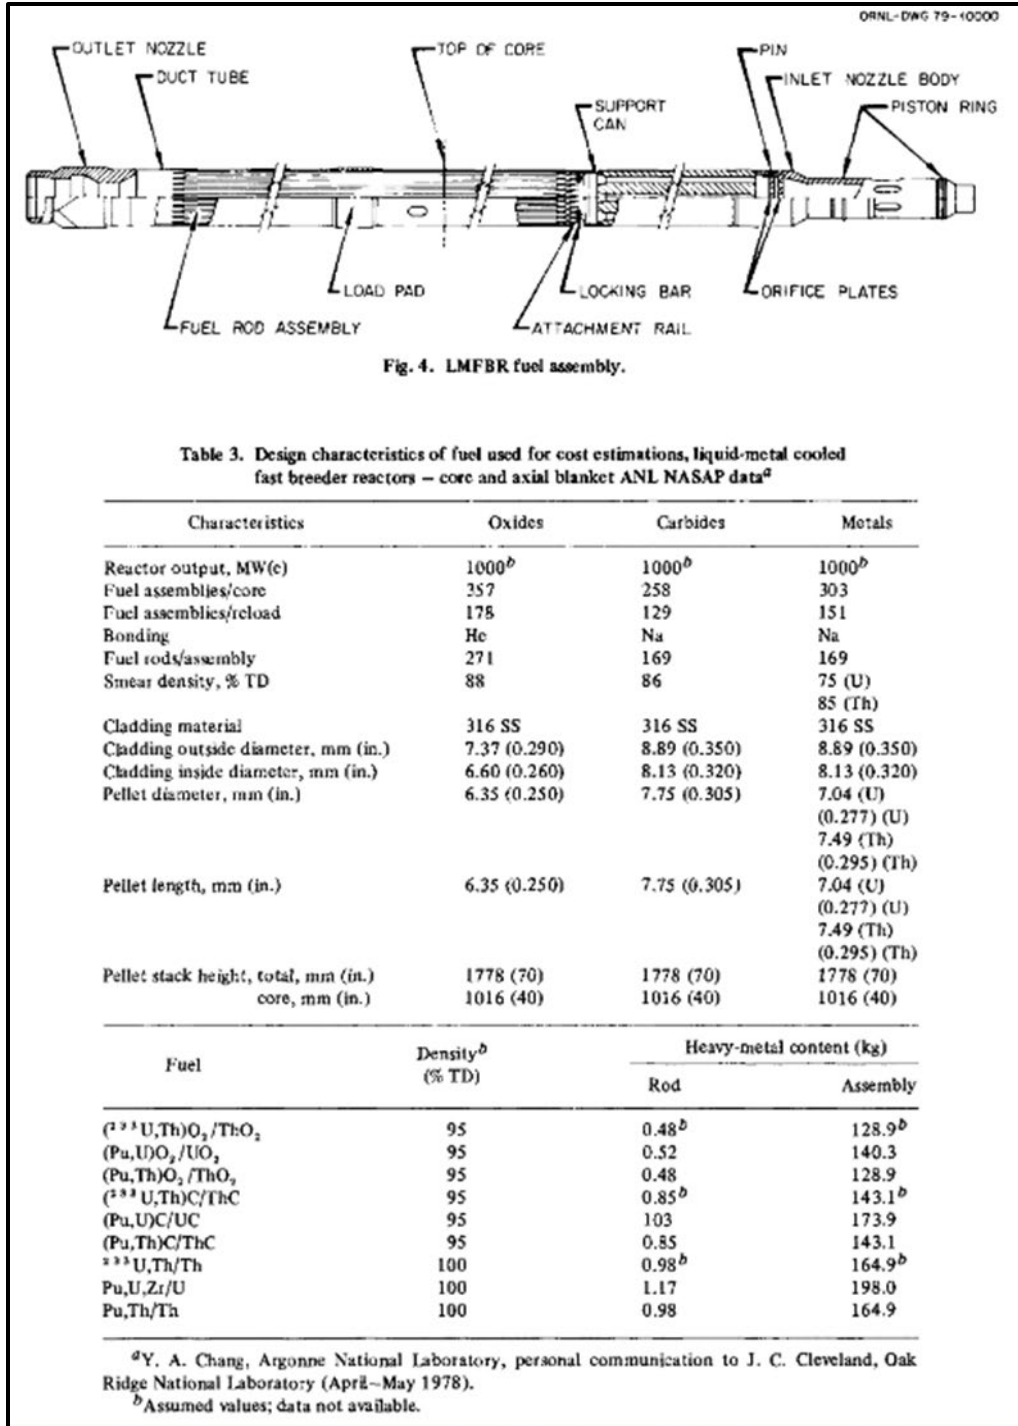 ORNL-DWG 79-10000
OUTLET NOZZLE
TOP OF CORE
PIN
DUCT TUBE
INLET NOZZLE BODY
SUPPORT
CAN
PISTON RING
LOAD PAD
LOCKING BAR
ORIFICE PLATES
FUEL ROD ASSEMBLY
ATTACHMENT RAIL
Fig. 4. LMFBR fuel assembly.
Table 3. Design characteristics of fuel used for cost estimations, liquid-metal cooled
fast breeder reactors – core and axial blanket ANL NASAP data^a
Characteristics Oxides Carbides Metals
Reactor output, MW(e) 1000^b 1000^b 1000^b
Fuel assemblies/core 357 258 303
Fuel assemblies/reload 178 129 151
Bonding He Na Na
Fuel rods/assembly 271 169 169
Smear density, % TD 88 86 75 (U)
85 (Th)
Cladding material 316 SS 316 SS 316 SS
Cladding outside diameter, mm (in.) 7.37 (0.290) 8.89 (0.350) 8.89 (0.350)
Cladding inside diameter, mm (in.) 6.60 (0.260) 8.13 (0.320) 8.13 (0.320)
Pellet diameter, mm (in.) 6.35 (0.250) 7.75 (0.305) 7.04 (U)
(0.277) (U)
7.49 (Th)
(0.295) (Th)
Pellet length, mm (in.) 6.35 (0.250) 7.75 (0.305) 7.04 (U)
(0.277) (U)
7.49 (Th)
(0.295) (Th)
Pellet stack height, total, mm (in.) 1778 (70) 1778 (70) 1778 (70)
core, mm (in.) 1016 (40) 1016 (40) 1016 (40)
Fuel Density^b (% TD) Heavy-metal content (kg)
Rod Assembly
(²³³U,Th)O₂/ThO₂ 95 0.48^b 128.9^b
(Pu,U)O₂/UO₂ 95 0.52 140.3
(Pu,Th)O₂/ThO₂ 95 0.48 128.9
(²³³U,Th)C/ThC 95 0.85^b 143.1^b
(Pu,U)C/UC 95 103 173.9
(Pu,Th)C/ThC 95 0.85 143.1
²³³U,Th/Th 100 0.98^b 164.9^b
Pu,U,Zr/U 100 1.17 198.0
Pu,Th/Th 100 0.98 164.9
^aY. A. Chang, Argonne National Laboratory, personal communication to J. C. Cleveland, Oak
Ridge National Laboratory (April–May 1978).
^bAssumed values; data not available.